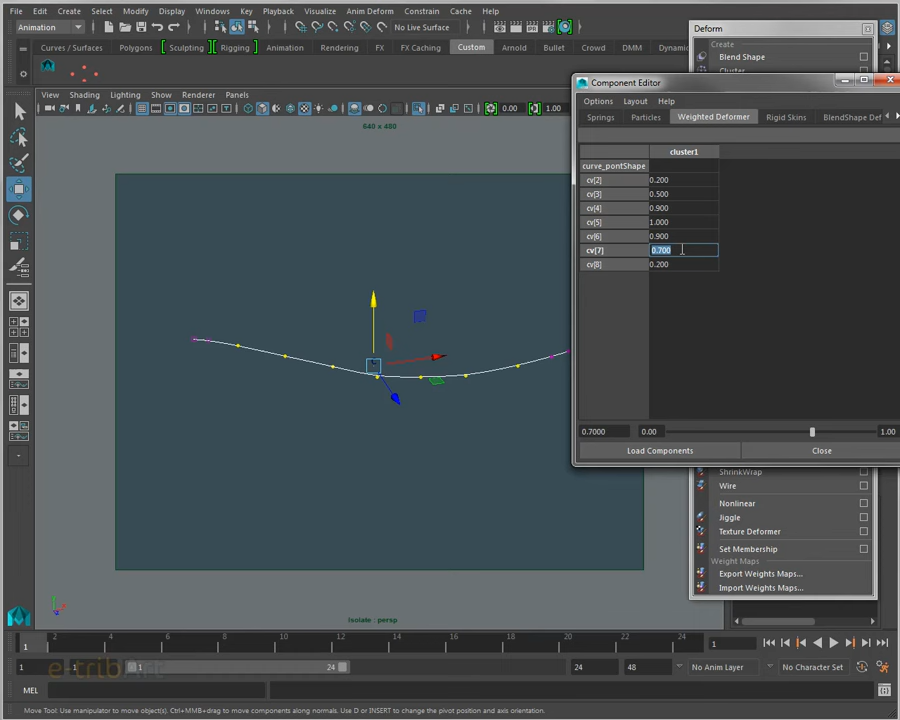 File Edit Create Select Modify Display Windows Key Playback Visualize Anim Deform Constrain Cache Help
Animation No Live Surface
Curves / Surfaces Polygons Sculpting Rigging Animation Rendering FX FX Caching Custom Arnold Bifrost Crowd DMM Dynamic
View Shading Lighting Show Renderer Panels
0.00 1.00
640 x 480
Deform
Create
Blend Shape
Cluster
Component Editor
Options Layout Help
Springs Particles Weighted Deformer Rigid Skins BlendShape Def
cluster1
curve_pontShape
cv[2] 0.200
cv[3] 0.500
cv[4] 0.900
cv[5] 1.000
cv[6] 0.900
cv[7] 0.700
cv[8] 0.200
0.7000 0.00 1.00
Load Components Close
ShrinkWrap
Wire
Nonlinear
Jiggle
Texture Deformer
Set Membership
Weight Maps
Export Weights Maps...
Import Weights Maps...
Isolate : persp
1 2 4 6 8 10 12 14 16 18 20 22 24 1
1 1 1 24 24 48 No Anim Layer No Character Set
e-tribArt
MEL
Move Tool: Use manipulator to move object(s). Ctrl+MMB+drag to move components along normals. Use D or INSERT to change the pivot position and axis orientation.